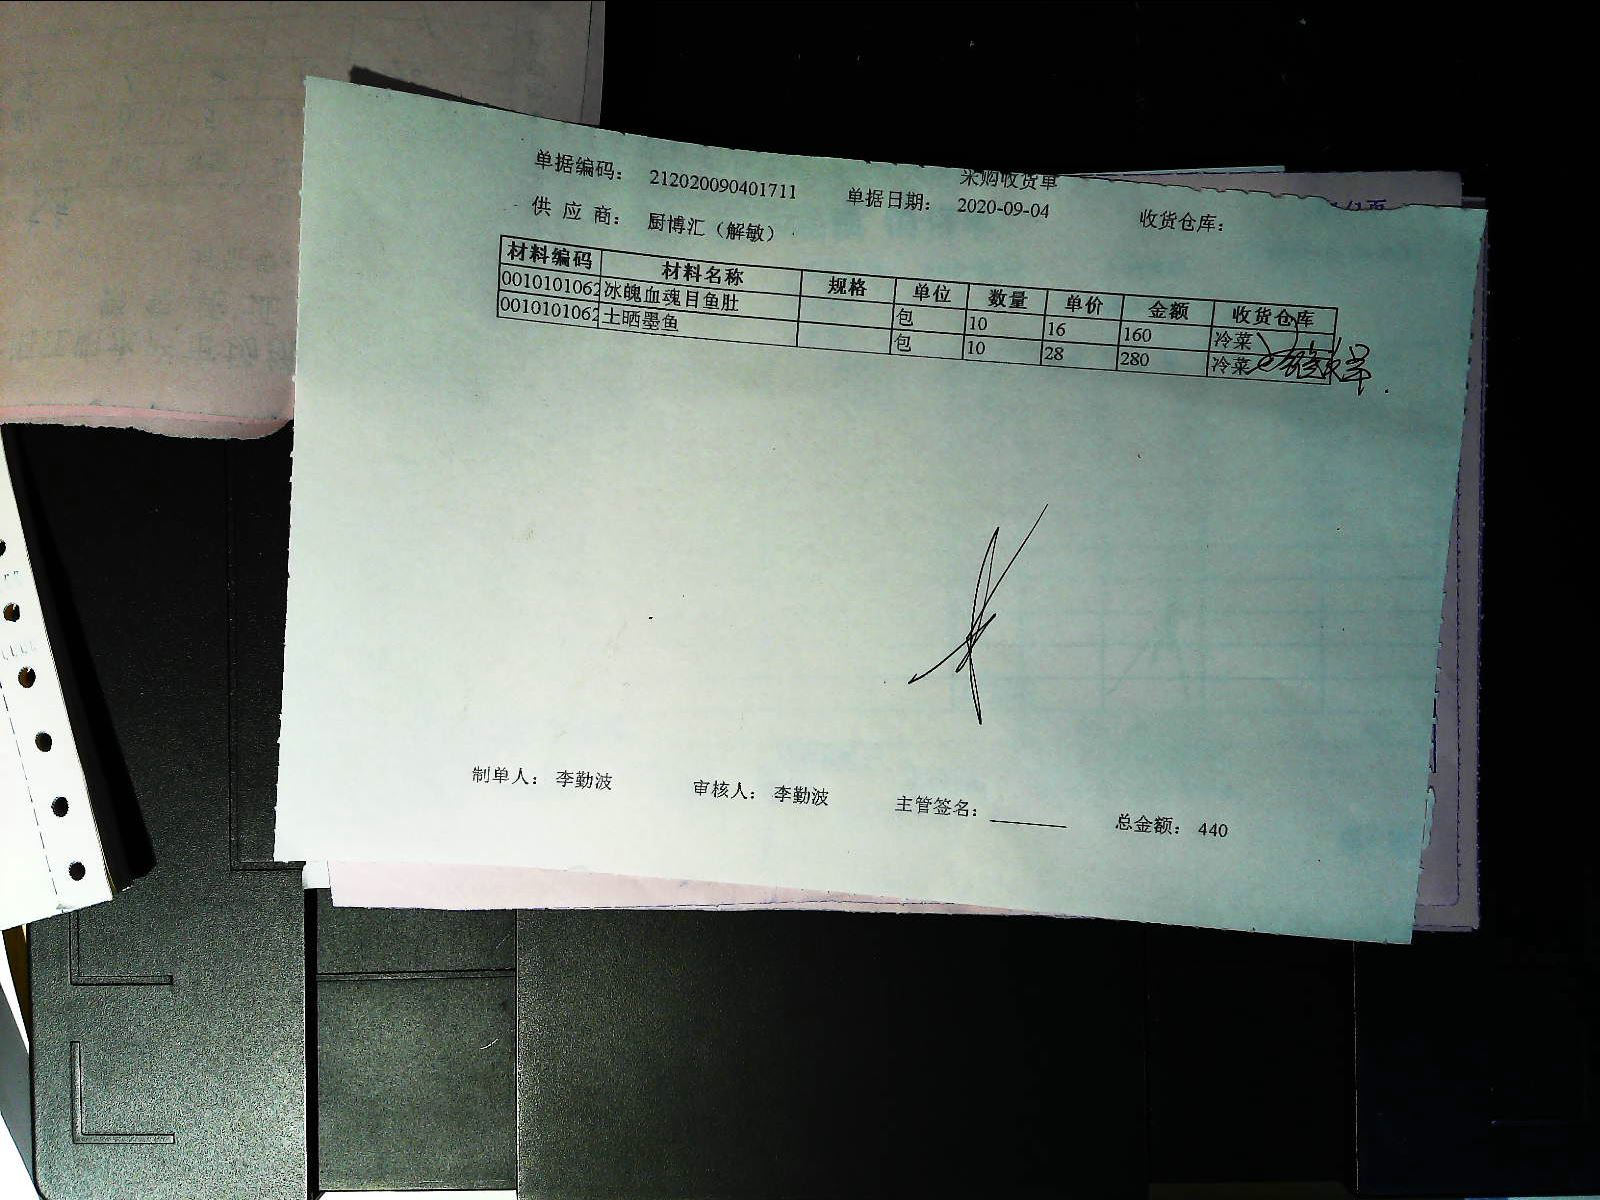 采购收货单
单据编码： 212020090401711 单据日期： 2020-09-04 收货仓库：
供 应 商： 厨博汇（解敏）
材料编码 材料名称 规格 单位 数量 单价 金额 收货仓库
0010101062 冰魄血魂目鱼肚 包 10 16 160 冷菜
0010101062 土晒墨鱼 包 10 28 280 冷菜
制单人： 李勤波 审核人： 李勤波 主管签名： 总金额： 440